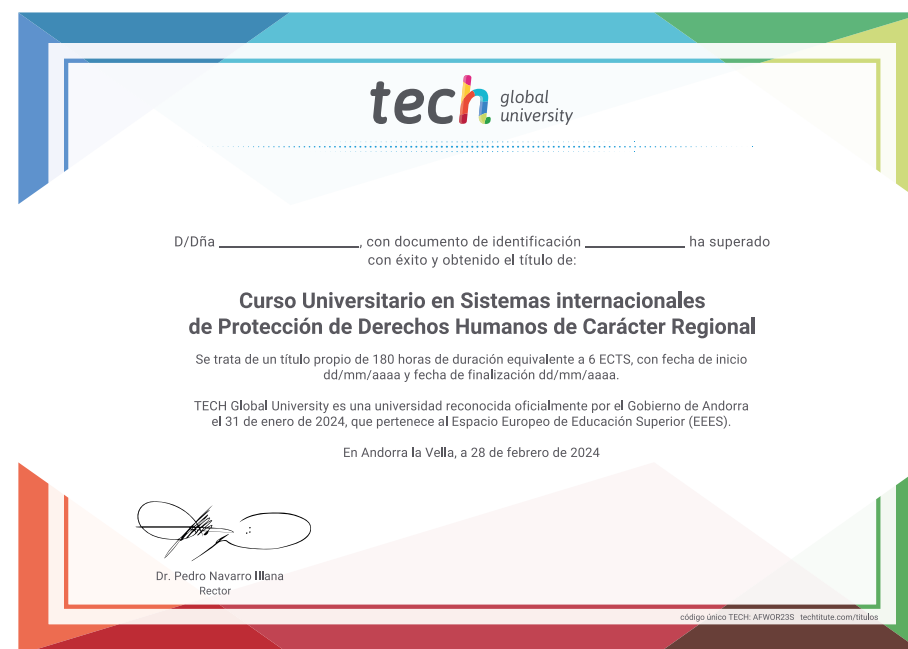 tech global
university
D/Dña ______________, con documento de identificación __________ ha superado
con éxito y obtenido el título de:
Curso Universitario en Sistemas internacionales
de Protección de Derechos Humanos de Carácter Regional
Se trata de un título propio de 180 horas de duración equivalente a 6 ECTS, con fecha de inicio
dd/mm/aaaa y fecha de finalización dd/mm/aaaa.
TECH Global University es una universidad reconocida oficialmente por el Gobierno de Andorra
el 31 de enero de 2024, que pertenece al Espacio Europeo de Educación Superior (EEES).
En Andorra la Vella, a 28 de febrero de 2024
Dr. Pedro Navarro Illana
Rector
código único TECH: AFWOR23S techtitute.com/titulos